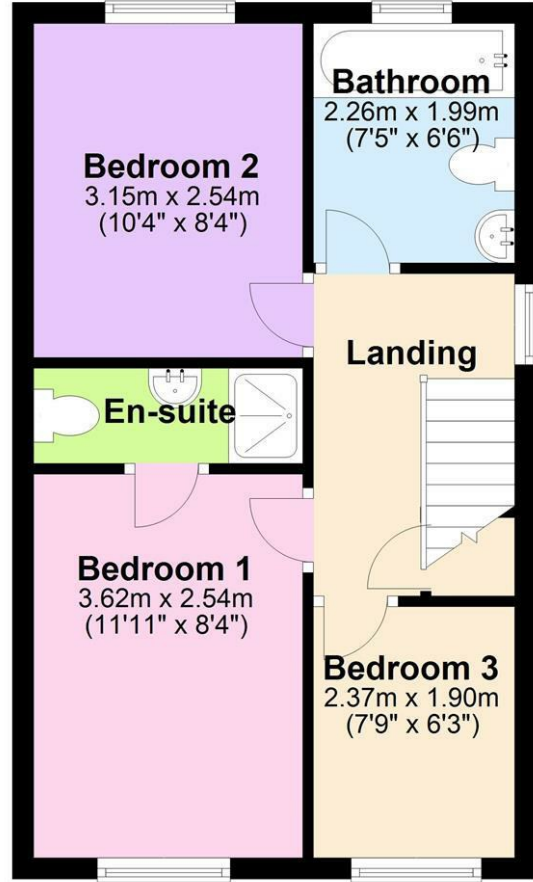 Bathroom
2.26m x 1.99m
(7'5" x 6'6")
Bedroom 2
3.15m x 2.54m
(10'4" x 8'4")
Landing
En-suite
Bedroom 1
3.62m x 2.54m
(11'11" x 8'4")
Bedroom 3
2.37m x 1.90m
(7'9" x 6'3")